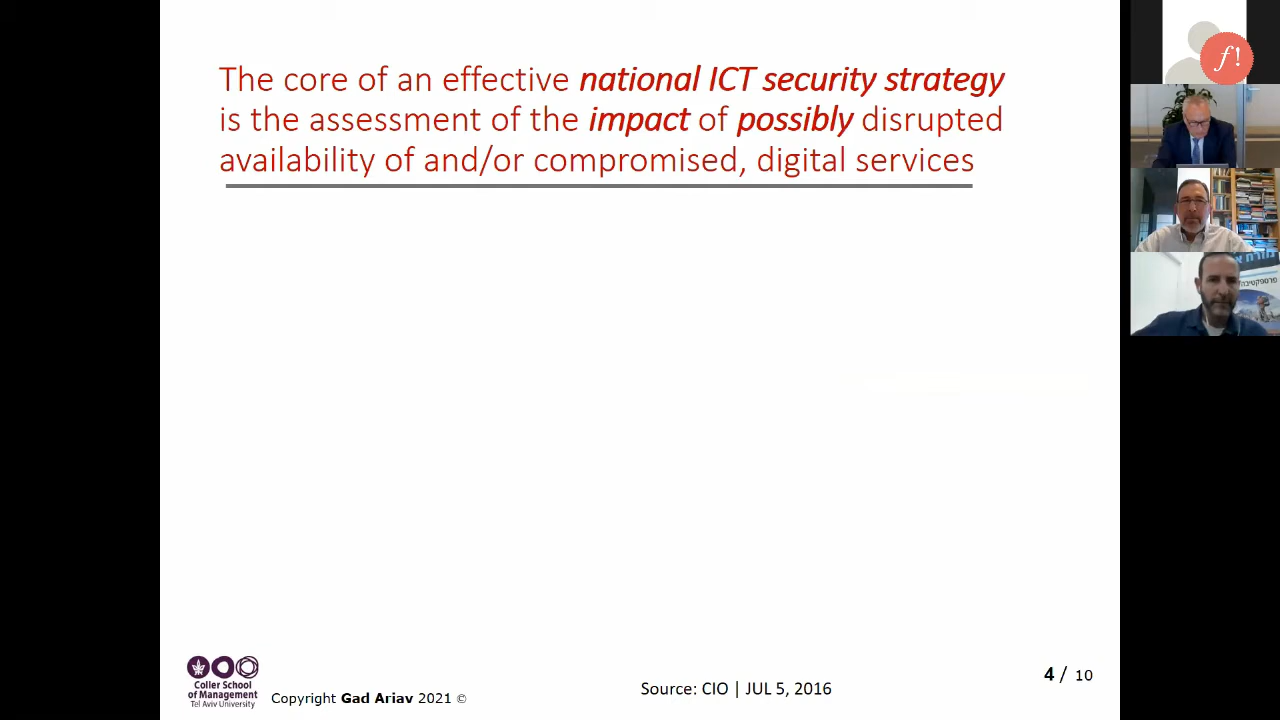 The core of an effective national ICT security strategy
is the assessment of the impact of possibly disrupted
availability of and/or compromised, digital services
f!
פרספקטיבה
Coller School
of Management
Tel Aviv University
Copyright Gad Ariav 2021 ©
Source: CIO | JUL 5, 2016
4 / 10